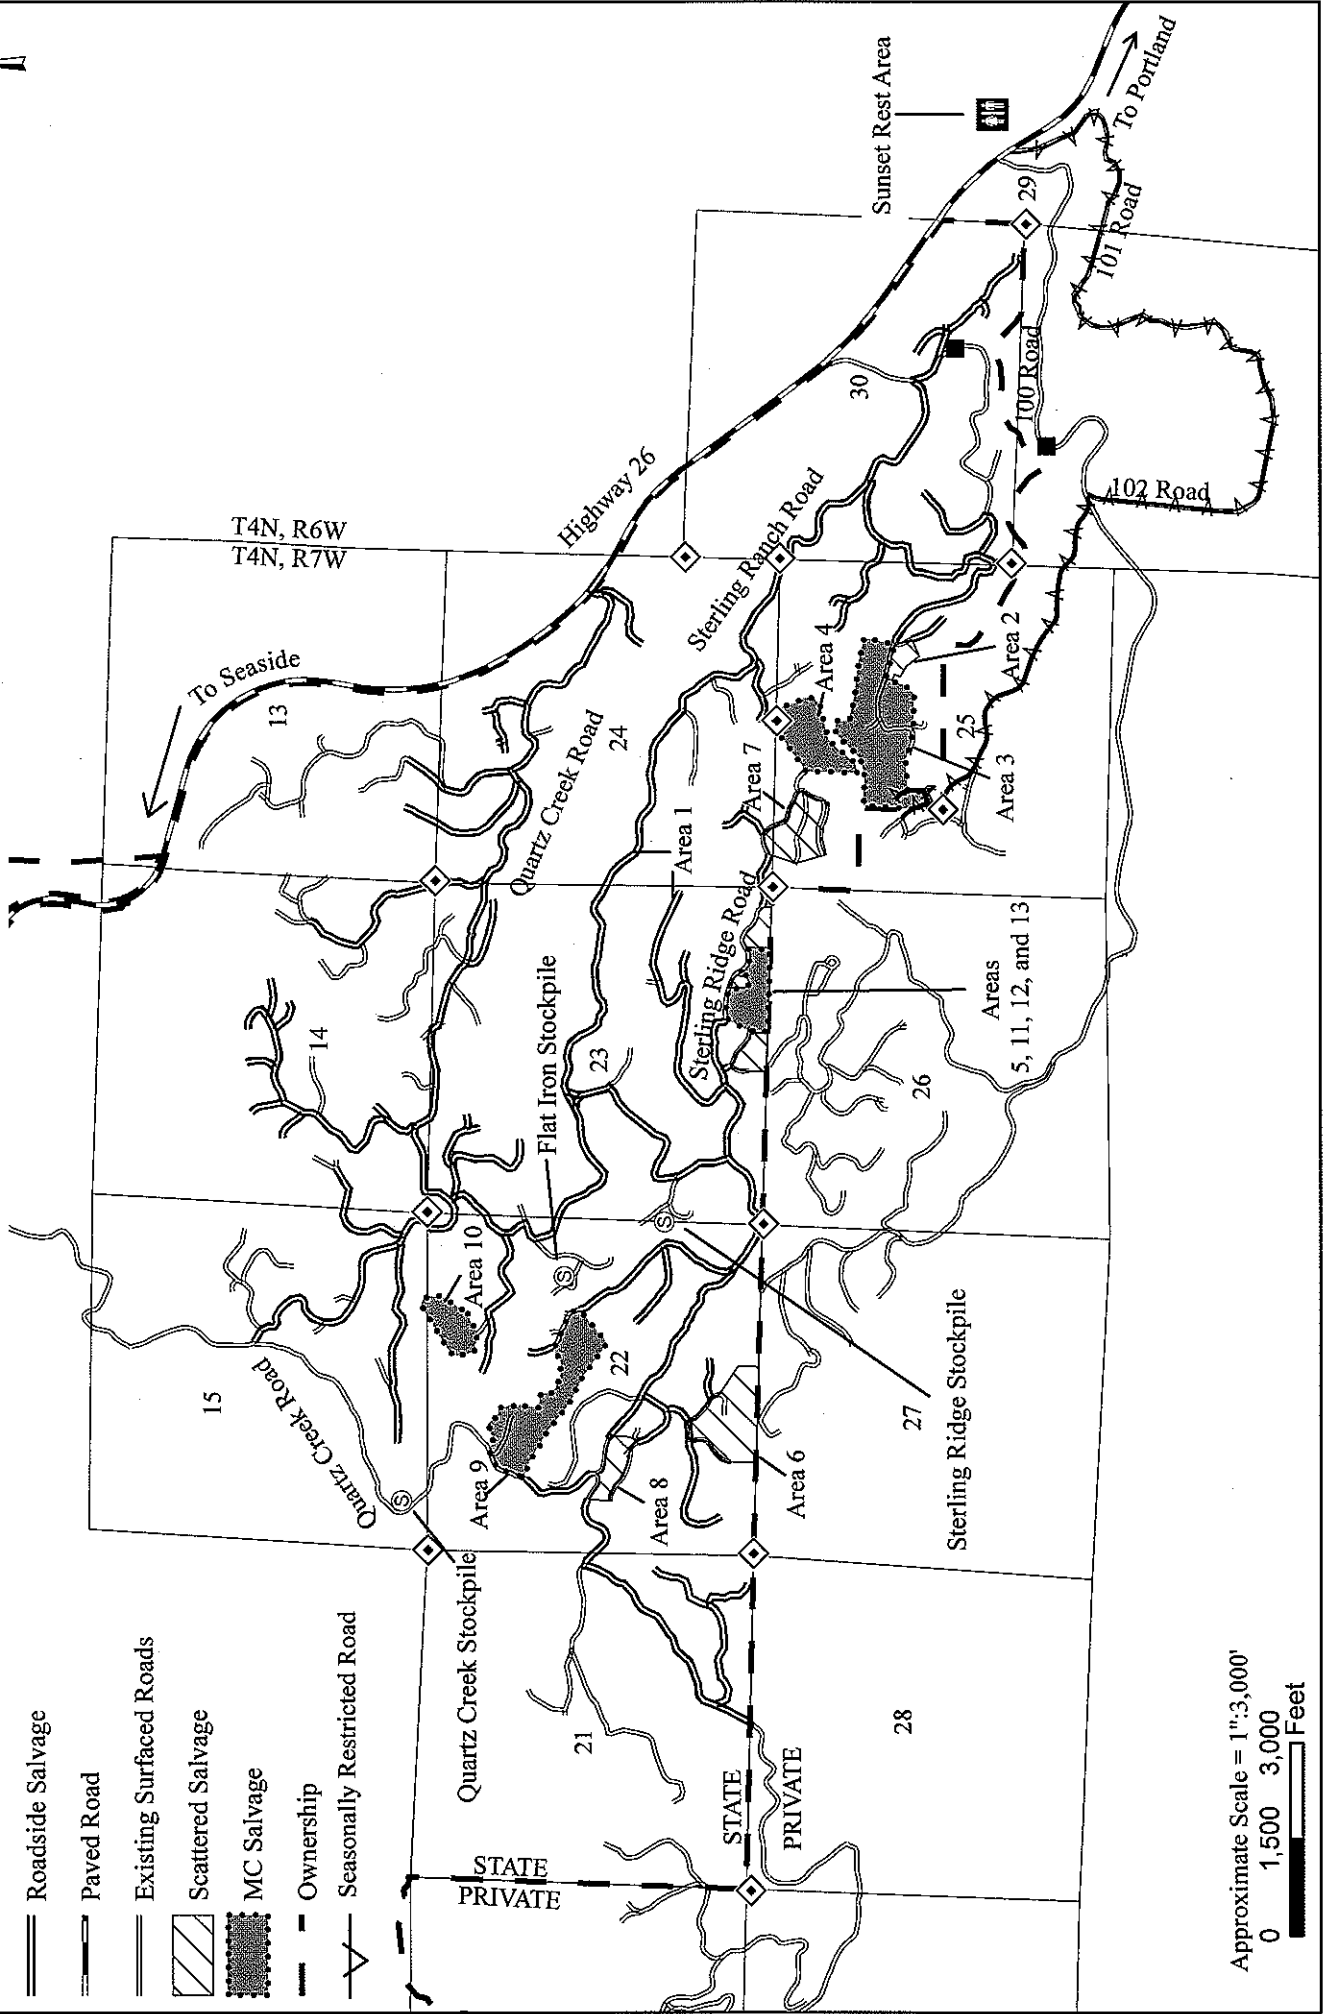 Roadside Salvage
Paved Road
Existing Surfaced Roads
Scattered Salvage
MC Salvage
Ownership
Seasonally Restricted Road
Approximate Scale = 1":3,000'
0 1,500 3,000
Feet
T4N, R6W
T4N, R7W
To Seaside
Highway 26
Sunset Rest Area
To Portland
101 Road
100 Road
102 Road
Sterling Ranch Road
Quartz Creek Road
Quartz Creek Road
Sterling Ridge Road
Flat Iron Stockpile
Quartz Creek Stockpile
Sterling Ridge Stockpile
Area 1
Area 2
Area 3
Area 4
Areas
5, 11, 12, and 13
Area 6
Area 7
Area 8
Area 9
Area 10
13
14
15
21
22
23
24
25
26
27
28
29
30
S
S
S
STATE
PRIVATE
STATE
PRIVATE